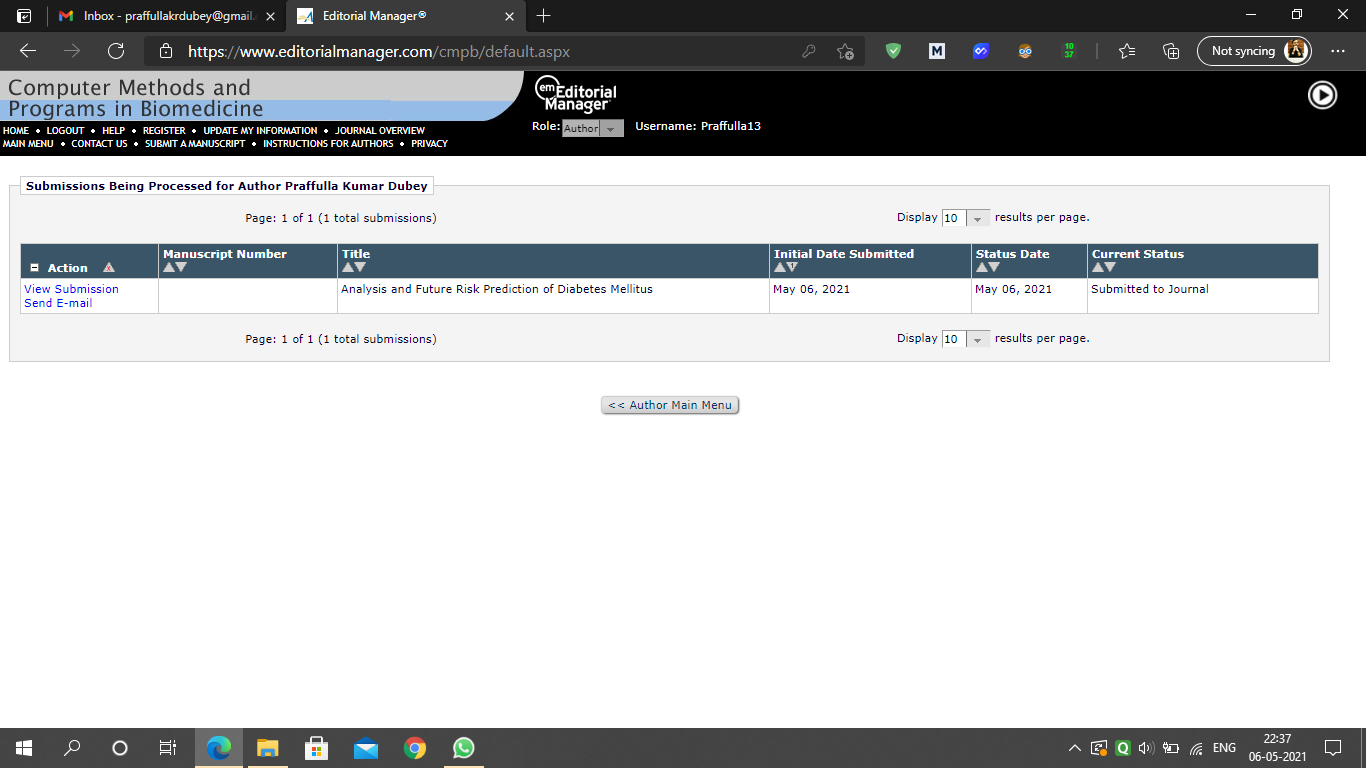 Inbox - praffullakrdubey@gmail.
Editorial Manager®
https://www.editorialmanager.com/cmpb/default.aspx
M
10
37
Not syncing
Computer Methods and
Programs in Biomedicine
em Editorial
Manager®
Role: Author Username: Praffulla13
HOME • LOGOUT • HELP • REGISTER • UPDATE MY INFORMATION • JOURNAL OVERVIEW
MAIN MENU • CONTACT US • SUBMIT A MANUSCRIPT • INSTRUCTIONS FOR AUTHORS • PRIVACY
Submissions Being Processed for Author Praffulla Kumar Dubey
Page: 1 of 1 (1 total submissions) Display 10 results per page.
Action Manuscript Number Title Initial Date Submitted Status Date Current Status
View Submission Analysis and Future Risk Prediction of Diabetes Mellitus May 06, 2021 May 06, 2021 Submitted to Journal
Send E-mail
Page: 1 of 1 (1 total submissions) Display 10 results per page.
<< Author Main Menu
Q
ENG
22:37
06-05-2021